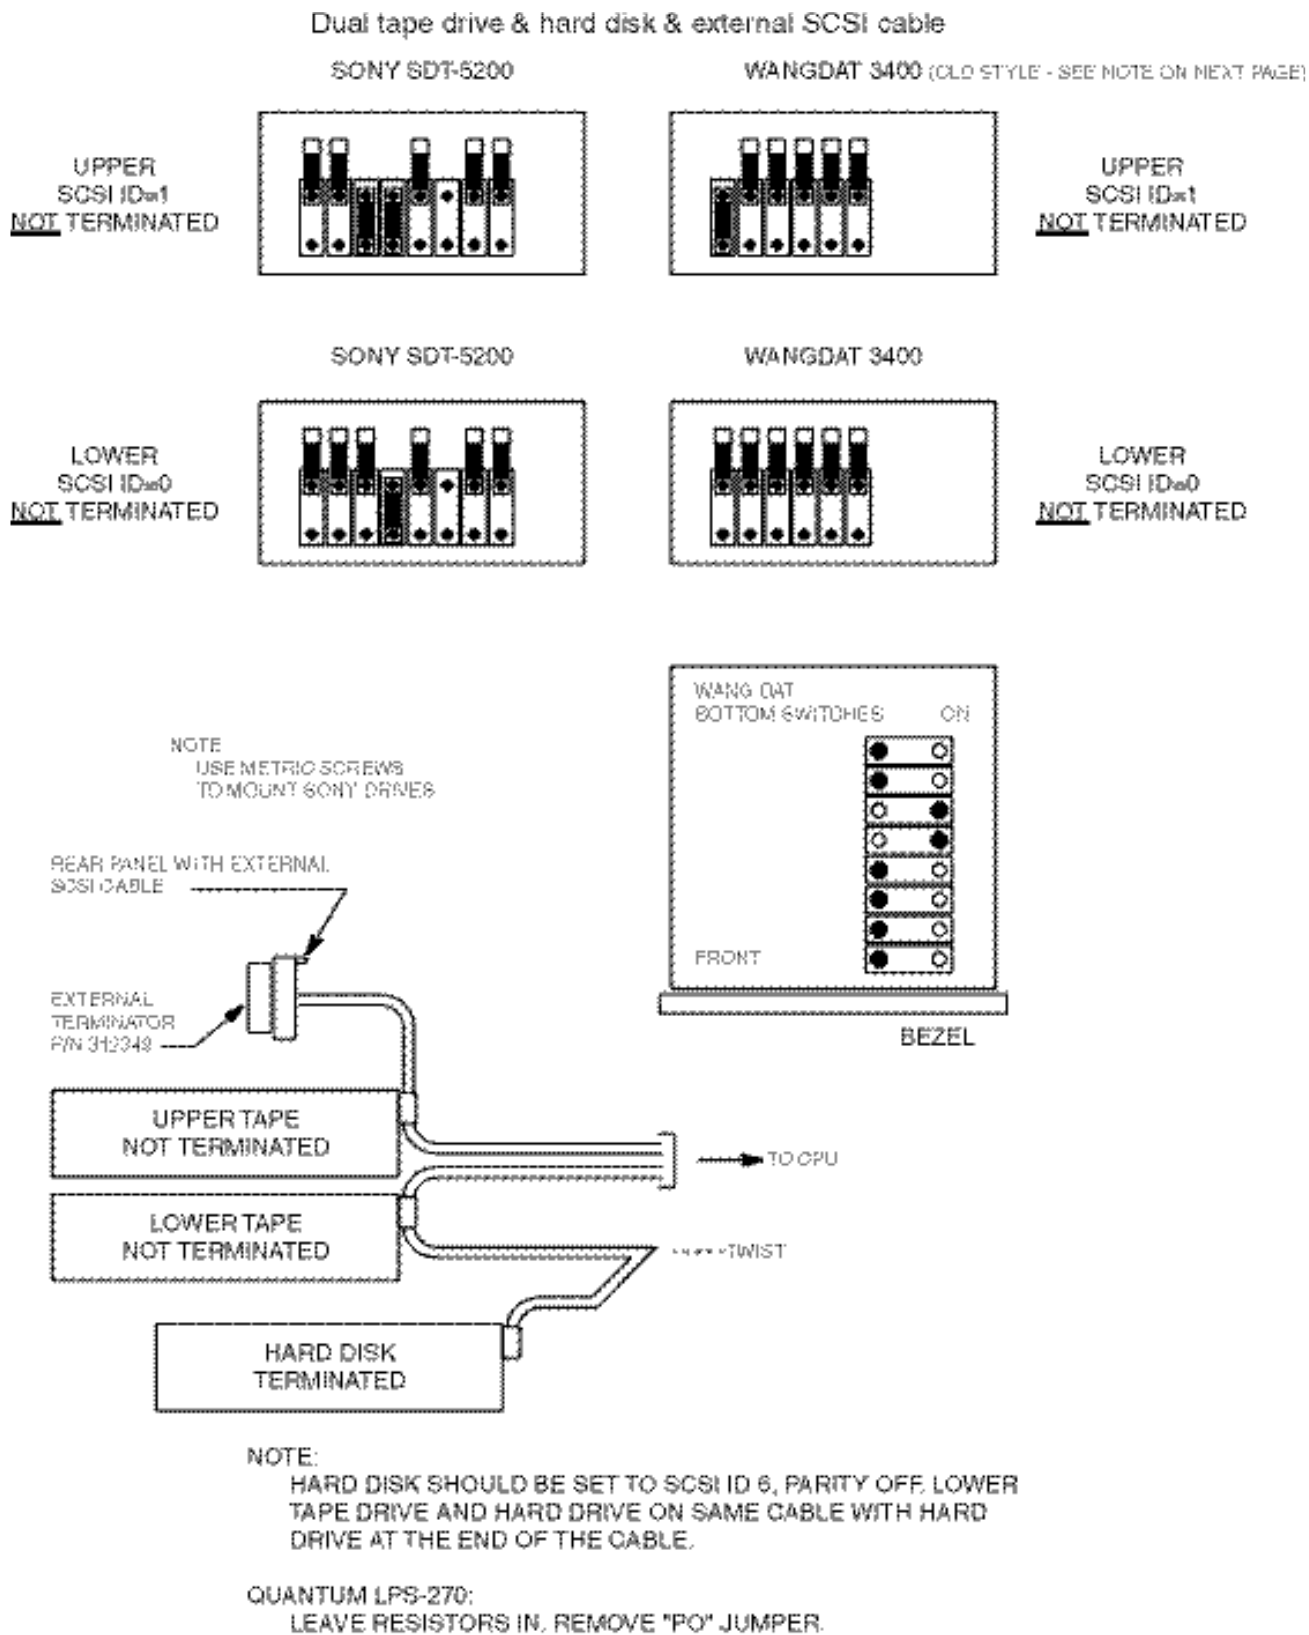 Dual tape drive & hard disk & external SCSI cable
SONY SDT-5200
WANGDAT 3400 (OLD STYLE - SEE NOTE ON NEXT PAGE)
UPPER
SCSI ID=1
NOT TERMINATED
UPPER
SCSI ID=1
NOT TERMINATED
SONY SDT-5200
WANGDAT 3400
LOWER
SCSI ID=0
NOT TERMINATED
LOWER
SCSI ID=0
NOT TERMINATED
WANG DAT
BOTTOM SWITCHES ON
FRONT
BEZEL
NOTE
USE METRIC SCREWS
TO MOUNT SONY DRIVES
REAR PANEL WITH EXTERNAL
SCSI CABLE
EXTERNAL
TERMINATOR
P/N
UPPER TAPE
NOT TERMINATED
TO CPU
LOWER TAPE
NOT TERMINATED
TWIST
HARD DISK
TERMINATED
NOTE:
HARD DISK SHOULD BE SET TO SCSI ID 6, PARITY OFF. LOWER
TAPE DRIVE AND HARD DRIVE ON SAME CABLE WITH HARD
DRIVE AT THE END OF THE CABLE.
QUANTUM LPS-270:
LEAVE RESISTORS IN. REMOVE "PO" JUMPER.